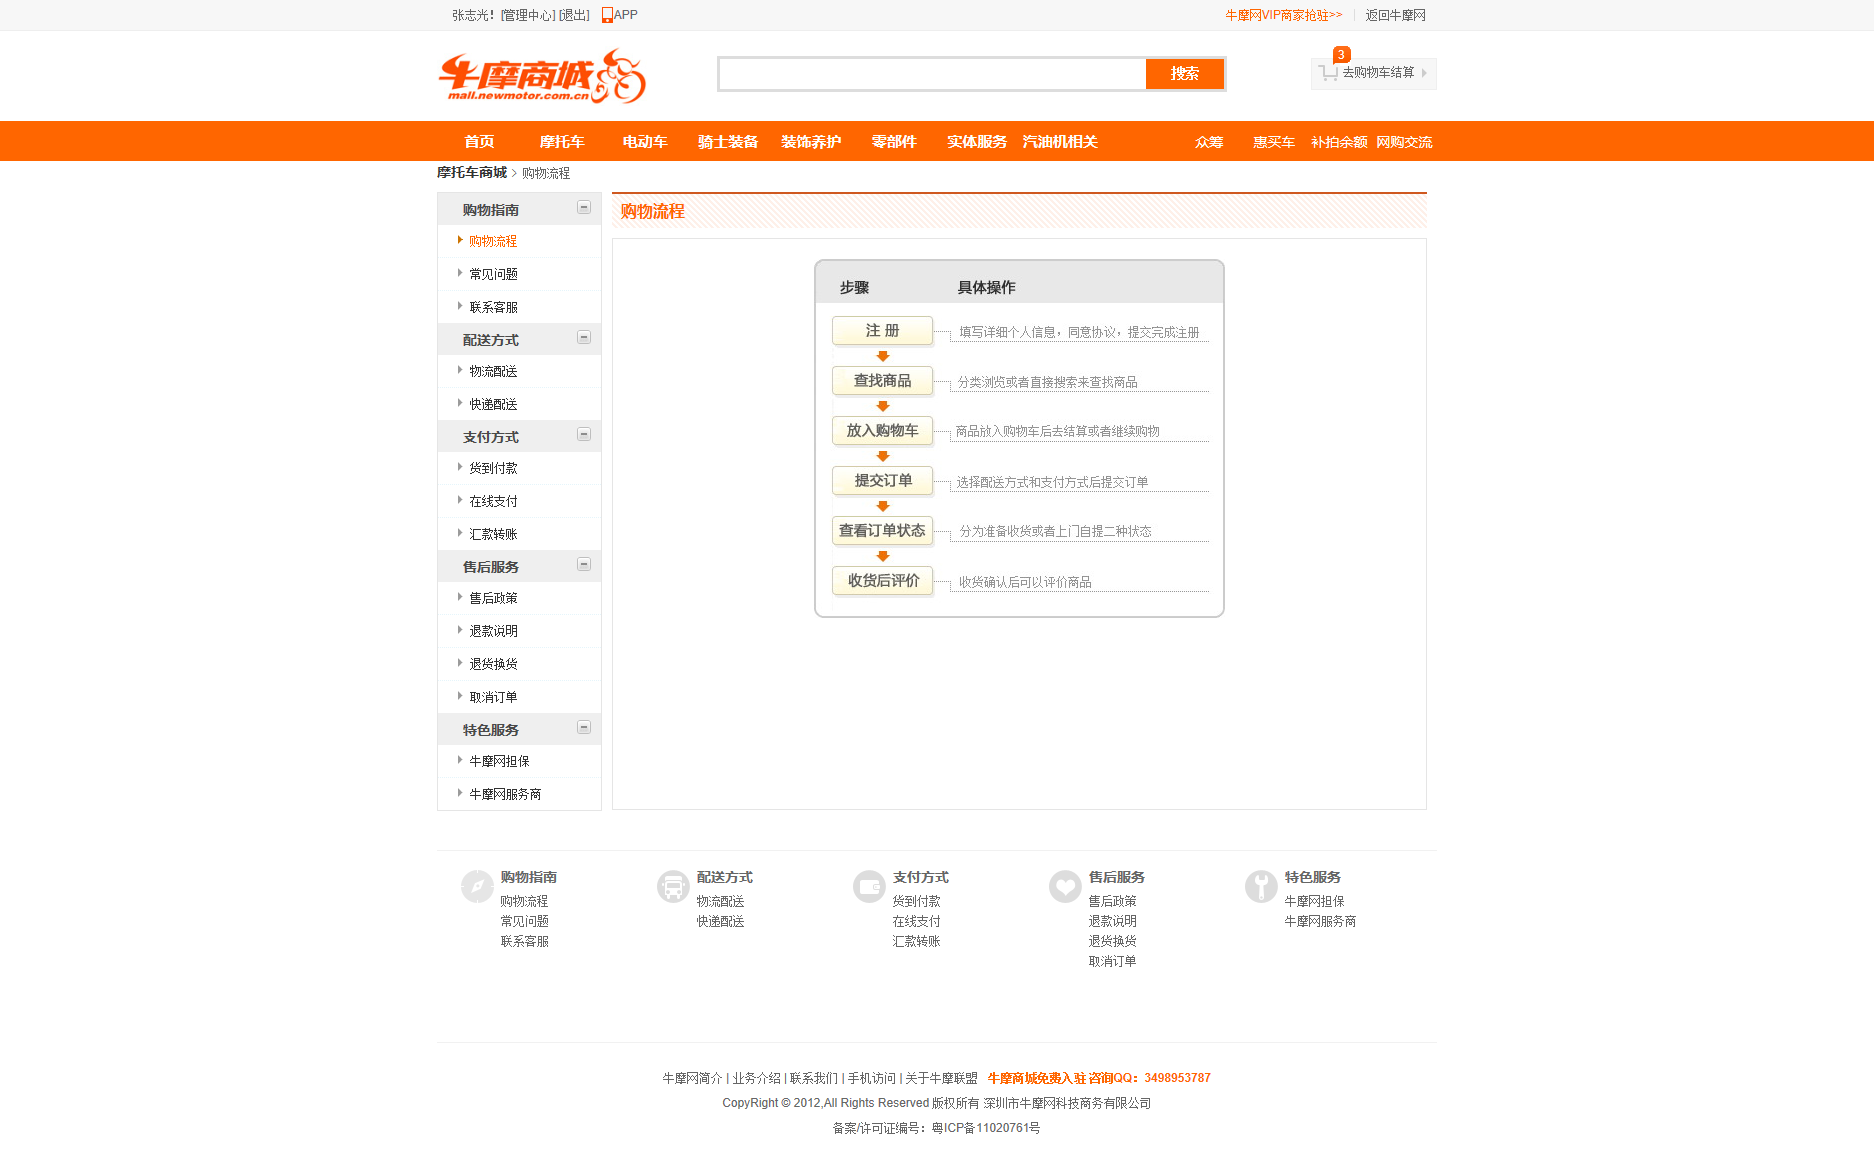 张志光！ [管理中心] [退出] APP 牛摩网VIP商家抢驻>> 返回牛摩网
牛摩商城
mall.newmotor.com.cn
搜索
3
去购物车结算
首页 摩托车 电动车 骑士装备 装饰养护 零部件 实体服务 汽油机相关 众筹 惠买车 补拍余额 网购交流
摩托车商城 > 购物流程
购物指南
购物流程
常见问题
联系客服
配送方式
物流配送
快递配送
支付方式
货到付款
在线支付
汇款转账
售后服务
售后政策
退款说明
退货换货
取消订单
特色服务
牛摩网担保
牛摩网服务商
购物流程
步骤 具体操作
注 册 填写详细个人信息，同意协议，提交完成注册
查找商品 分类浏览或者直接搜索来查找商品
放入购物车 商品放入购物车后去结算或者继续购物
提交订单 选择配送方式和支付方式后提交订单
查看订单状态 分为准备收货或者上门自提二种状态
收货后评价 收货确认后可以评价商品
购物指南
购物流程
常见问题
联系客服
配送方式
物流配送
快递配送
支付方式
货到付款
在线支付
汇款转账
售后服务
售后政策
退款说明
退货换货
取消订单
特色服务
牛摩网担保
牛摩网服务商
牛摩网简介 | 业务介绍 | 联系我们 | 手机访问 | 关于牛摩联盟 牛摩商城免费入驻 咨询QQ：3498953787
CopyRight © 2012,All Rights Reserved 版权所有 深圳市牛摩网科技商务有限公司
备案/许可证编号：粤ICP备11020761号